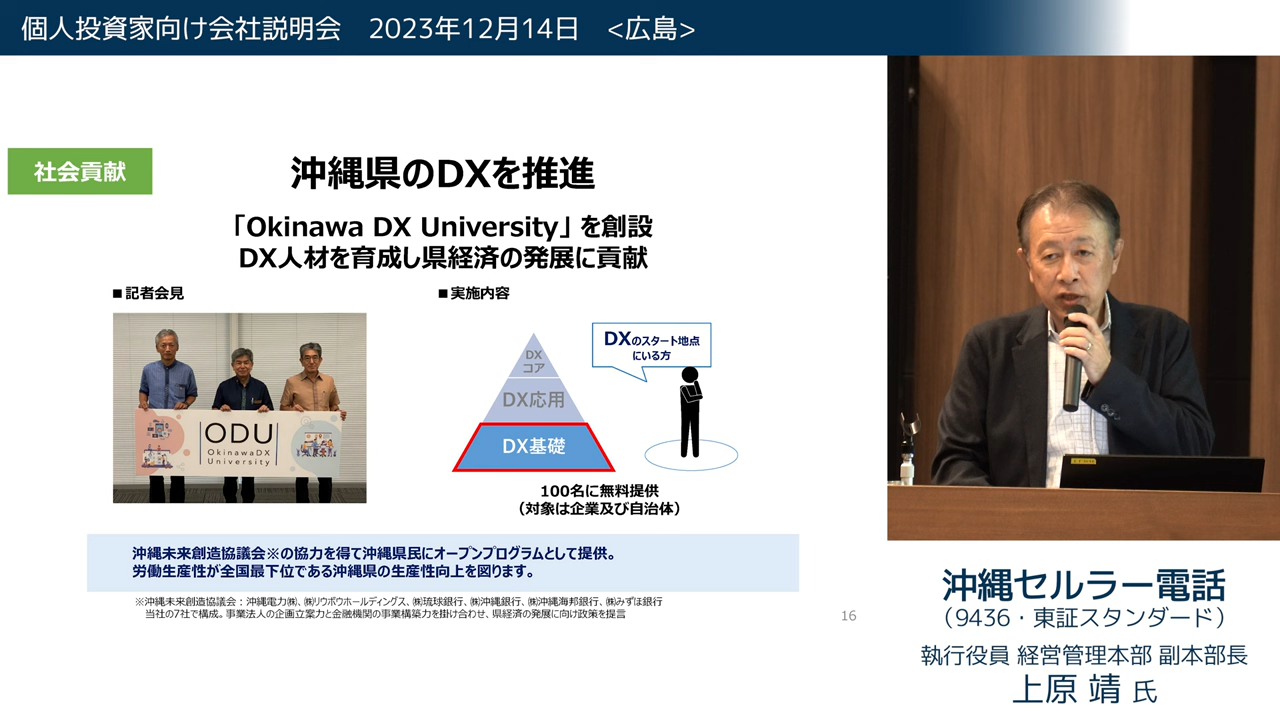 個人投資家向け会社説明会　2023年12月14日　<広島>
社会貢献
沖縄県のDXを推進
「Okinawa DX University」を創設
DX人材を育成し県経済の発展に貢献
■記者会見
■実施内容
ODU
OkinawaDX
University
DX
コア
DX応用
DX基礎
DXのスタート地点
にいる方
100名に無料提供
（対象は企業及び自治体）
沖縄未来創造協議会※の協力を得て沖縄県民にオープンプログラムとして提供。
労働生産性が全国最下位である沖縄県の生産性向上を図ります。
※沖縄未来創造協議会：沖縄電力㈱、㈱リウボウホールディングス、㈱琉球銀行、㈱沖縄銀行、㈱沖縄海邦銀行、㈱みずほ銀行
当社の7社で構成。事業法人の企画立案力と金融機関の事業構築力を掛け合わせ、県経済の発展に向け政策を提言
16
沖縄セルラー電話
（9436・東証スタンダード）
執行役員 経営管理本部 副本部長
上原 靖 氏